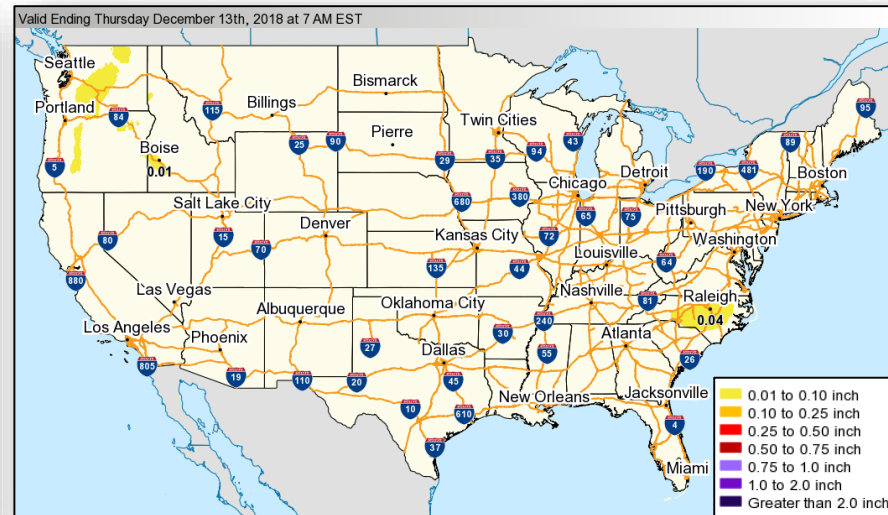 Valid Ending Thursday December 13th, 2018 at 7 AM EST
Seattle
Bismarck
Portland
115
Billings
95
84
Twin Cities
Pierre
Boise
25
90
94
43
89
5
0.01
29
35
190
481
Boston
Detroit
Chicago
Salt Lake City
680
380
New York
Pittsburgh
65
75
80
15
Denver
70
Kansas City
72
Washington
Louisville
880
135
44
64
Las Vegas
Nashville
81
Raleigh
Albuquerque
Oklahoma City
240
0.04
Los Angeles
30
Phoenix
27
Atlanta
805
Dallas
55
26
19
110
20
45
New Orleans
Jacksonville
10
610
4
37
Miami
0.01 to 0.10 inch
0.10 to 0.25 inch
0.25 to 0.50 inch
0.50 to 0.75 inch
0.75 to 1.0 inch
1.0 to 2.0 inch
Greater than 2.0 inch